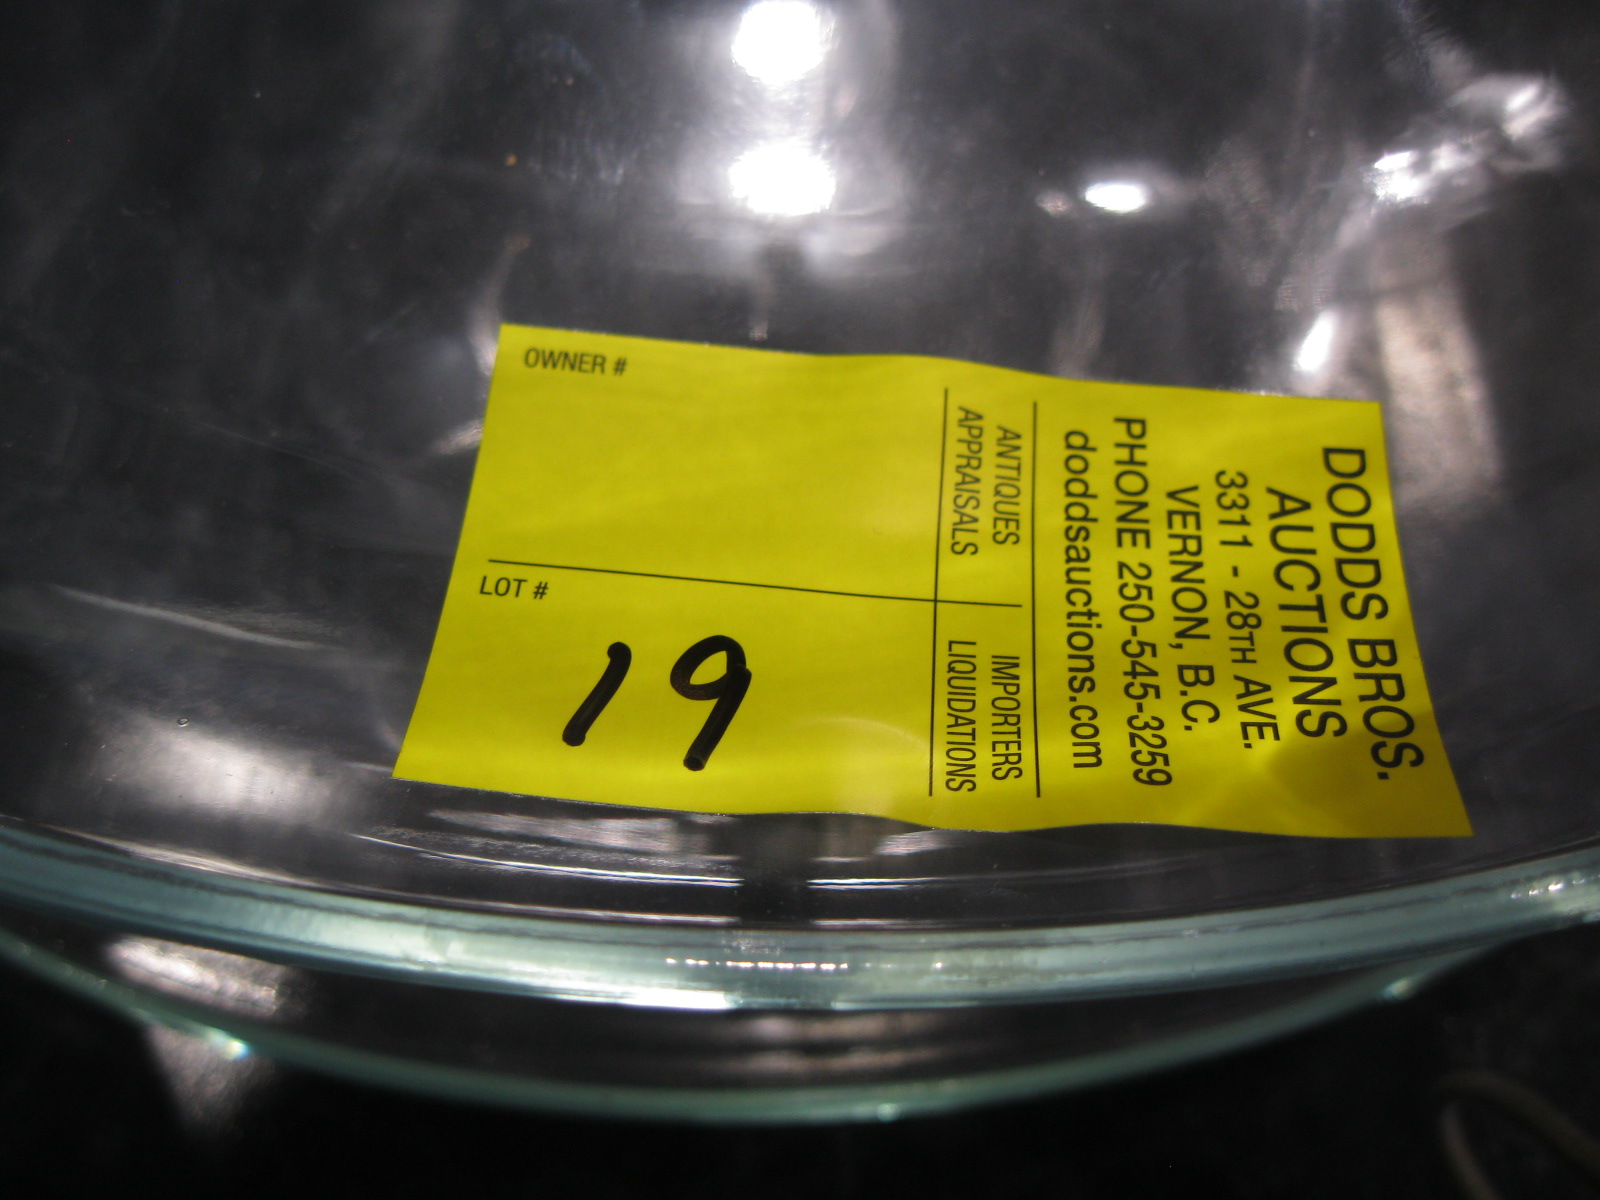 DODDS BROS.
AUCTIONS
3311 - 28TH AVE.
VERNON, B.C.
PHONE 250-545-3259
doddsauctions.com
ANTIQUES
APPRAISALS
IMPORTERS
LIQUIDATIONS
OWNER #
LOT #
19